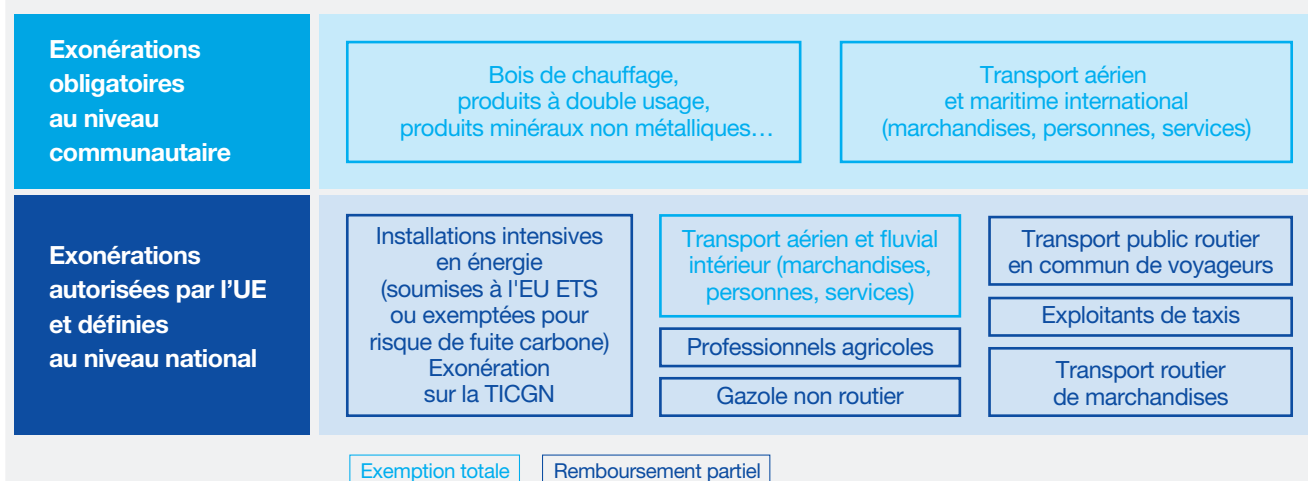 Exonérations
obligatoires
au niveau
communautaire
Bois de chauffage,
produits à double usage,
produits minéraux non métalliques…
Transport aérien
et maritime international
(marchandises, personnes, services)
Exonérations
autorisées par l’UE
et définies
au niveau national
Installations intensives
en énergie
(soumises à l'EU ETS
ou exemptées pour
risque de fuite carbone)
Exonération
sur la TICGN
Transport aérien et fluvial
intérieur (marchandises,
personnes, services)
Professionnels agricoles
Gazole non routier
Transport public routier
en commun de voyageurs
Exploitants de taxis
Transport routier
de marchandises
Exemption totale
Remboursement partiel